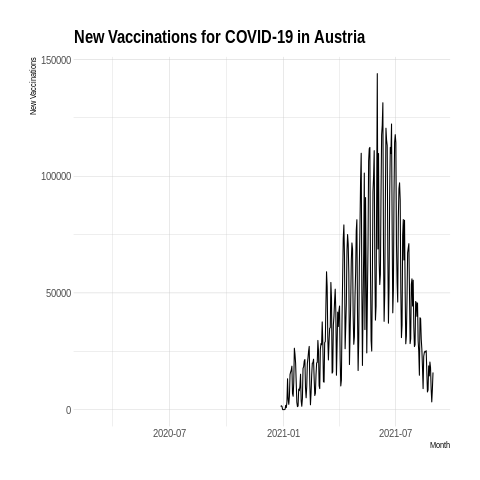 New Vaccinations for COVID-19 in Austria
New Vaccinations
150000
100000
50000
0
2020-07
2021-01
2021-07
Month